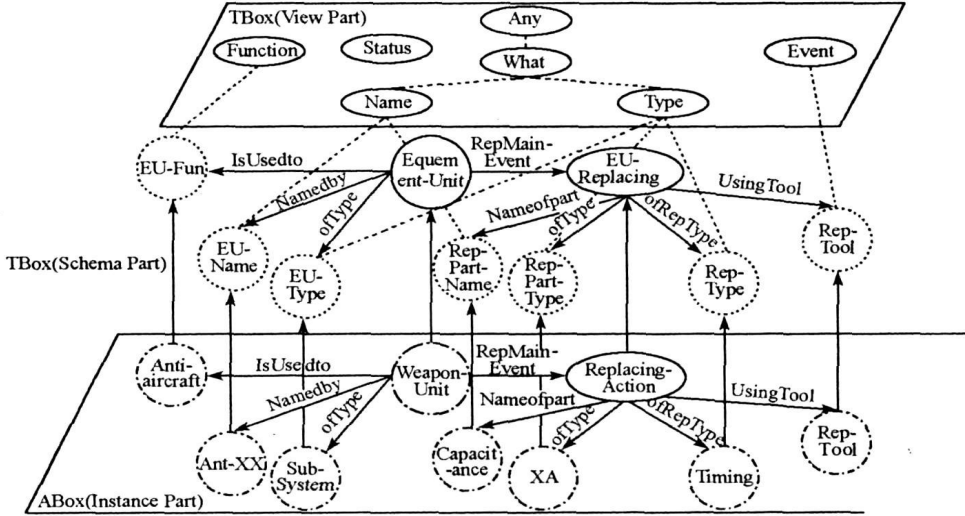 TBox(View Part)
Any
Function
Status
Event
What
Name
Type
RepMain-
Event
IsUsedto
EU-Fun
Equem
ent-Unit
EU-
Replacing
Namedby
ofType
Nameofpart
ofType
ofRepType
UsingTool
Rep-
Tool
EU-
Name
TBox(Schema Part)
EU-
Type
Rep-
Part-
Name
Rep-
Part-
Type
Rep-
Type
Anti-
aircraft
IsUsedto
Weapon-
Unit
RepMain-
Event
Replacing-
Action
Namedby
ofType
Nameofpart
ofType
ofRepType
UsingTool
Rep-
Tool
Ant-XX
Sub-
System
Capacit
-ance
XA
Timing
ABox(Instance Part)